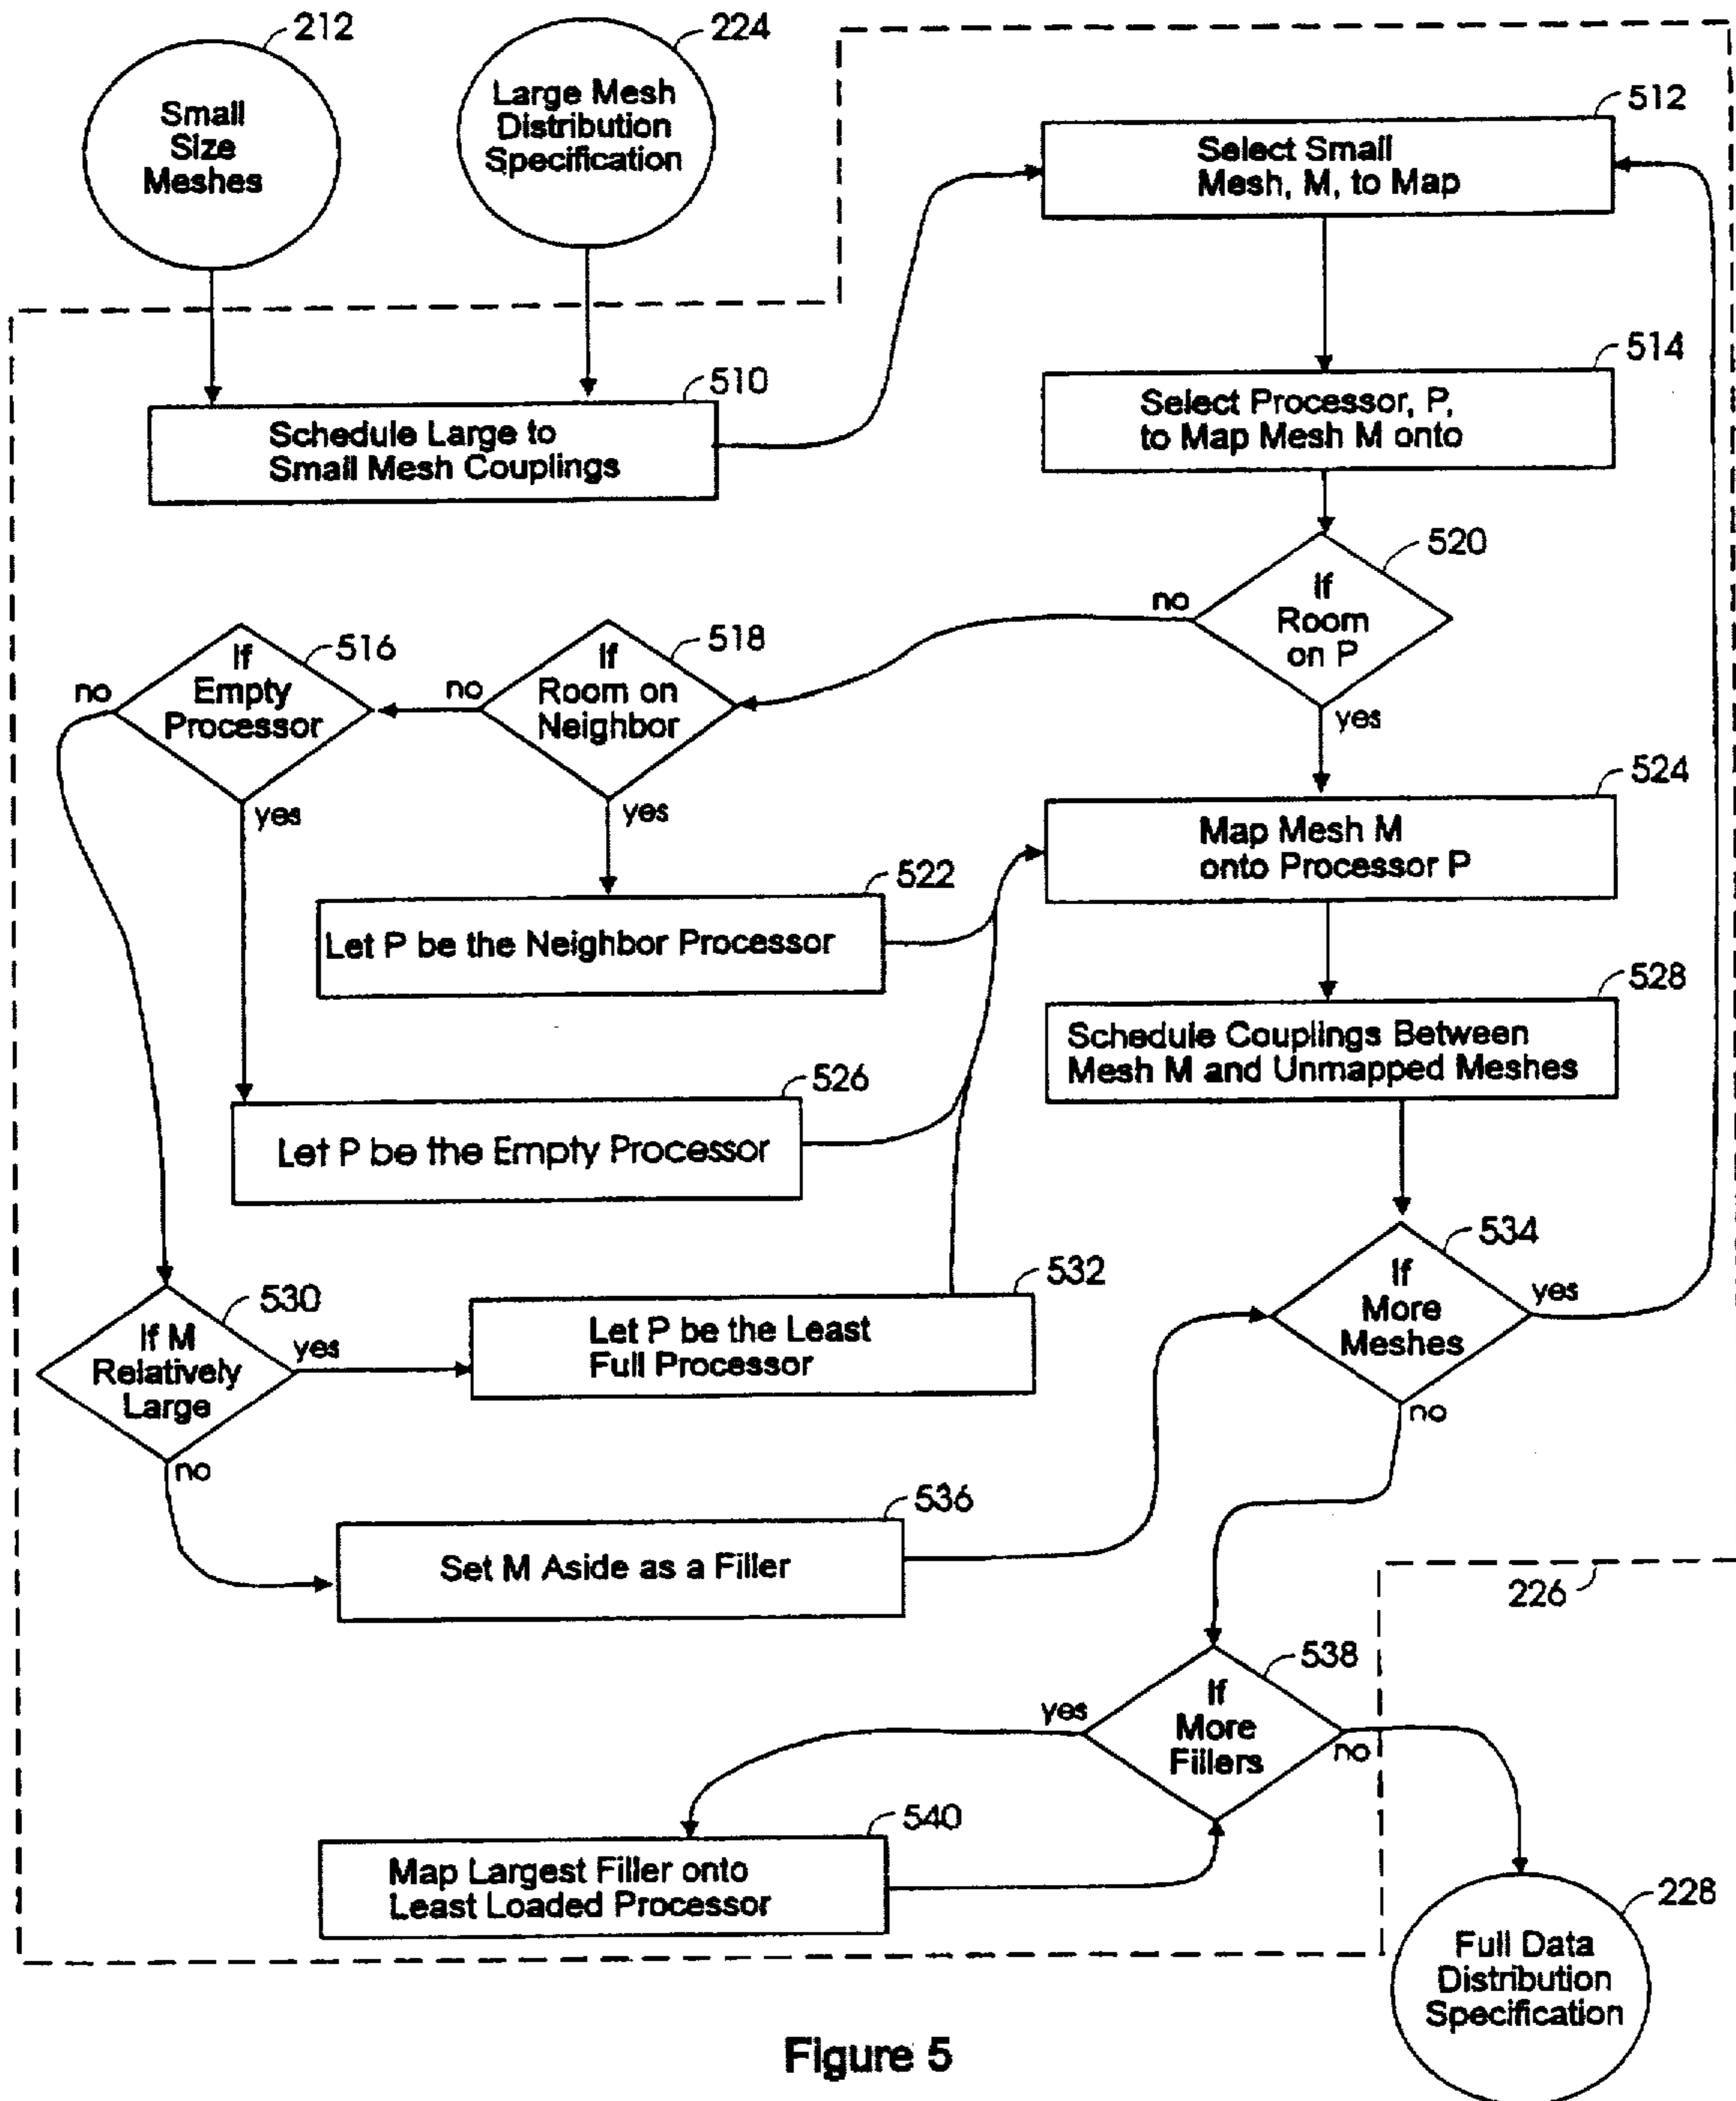 212
Small
Size
Meshes
224
Large Mesh
Distribution
Specification
512
Select Small
Mesh, M, to Map
510
Schedule Large to
Small Mesh Couplings
514
Select Processor, P,
to Map Mesh M onto
520
If
Room
on P
no
yes
518
If
Room on
Neighbor
no
yes
516
If
Empty
Processor
no
yes
524
Map Mesh M
onto Processor P
522
Let P be the Neighbor Processor
528
Schedule Couplings Between
Mesh M and Unmapped Meshes
526
Let P be the Empty Processor
534
If
More
Meshes
yes
no
530
If M
Relatively
Large
yes
no
532
Let P be the Least
Full Processor
536
Set M Aside as a Filler
226
538
If
More
Fillers
yes
no
540
Map Largest Filler onto
Least Loaded Processor
228
Full Data
Distribution
Specification
Figure 5